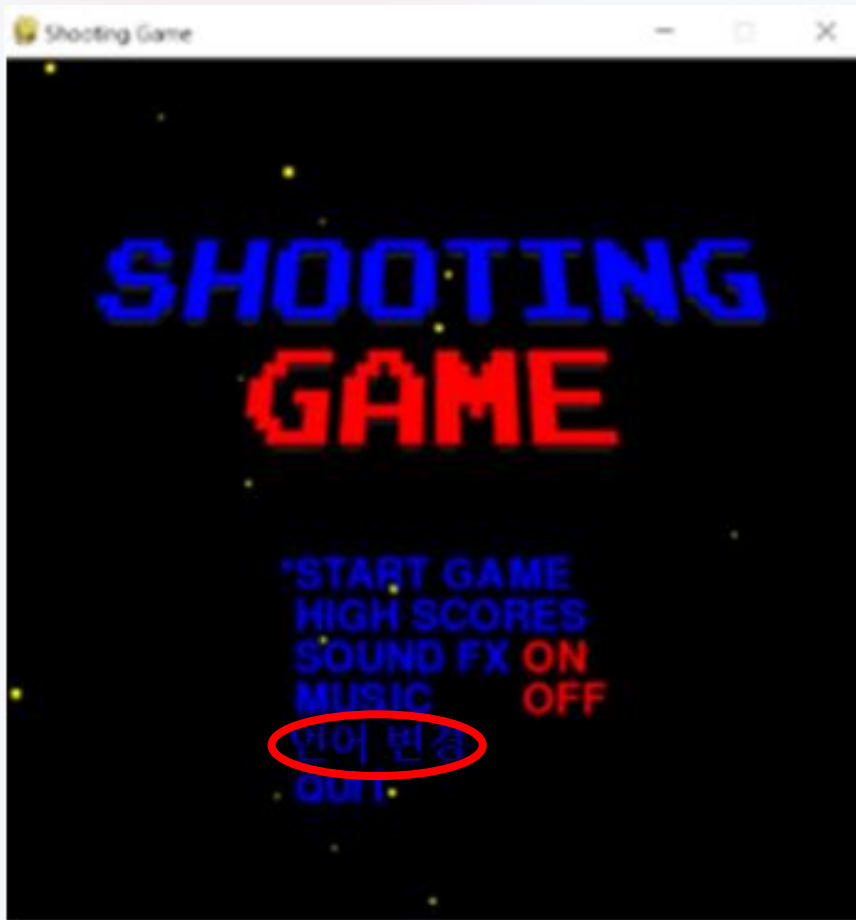 Shooting Game
SHOOTING
GAME
*START GAME
HIGH SCORES
SOUND FX ON
MUSIC OFF
언어 변경
QUIT